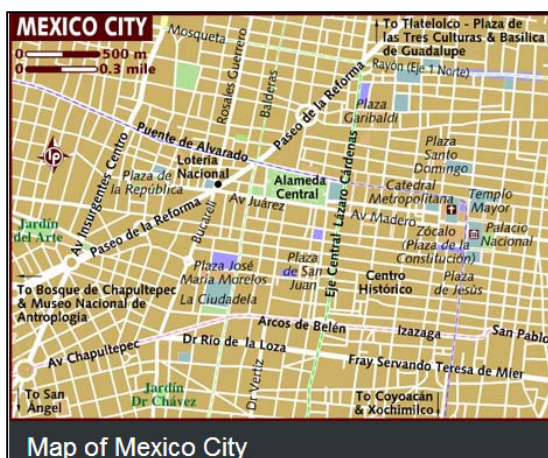 MEXICO CITY
0 500 m
0 0.3 mile
To Tlatelolco - Plaza de
las Tres Culturas & Basilica
de Guadalupe
Mosqueta
Rayón (Eje 1 Norte)
Rosales Guerrero
Balderas
Paseo de la Reforma
Plaza
Garibaldi
Puente de Alvarado
Plaza
Santo
Domingo
lp
Lotería
Nacional
Plaza de
la República
Alameda
Central
Catedral
Metropolitana
Templo
Mayor
Av Insurgentes Centro
Paseo de la Reforma
Av Juárez
Eje Central Lázaro Cárdenas
Av Madero
Jardín
del Arte
Bucareli
Zócalo
(Plaza de la
Constitución)
Palacio
Nacional
Plaza José
María Morelos
La Ciudadela
Plaza
de San
Juan
Centro
Histórico
Plaza
de Jesús
To Bosque de Chapultepec
& Museo Nacional de
Antroplogia
Arcos de Belén
Izazaga
San Pablo
Av Chapultepec
Dr Río de la Loza
Fray Servando Teresa de Mier
Dr Vertiz
To San
Ángel
Jardín
Dr Chávez
To Coyoacán
& Xochimilco
Map of Mexico City